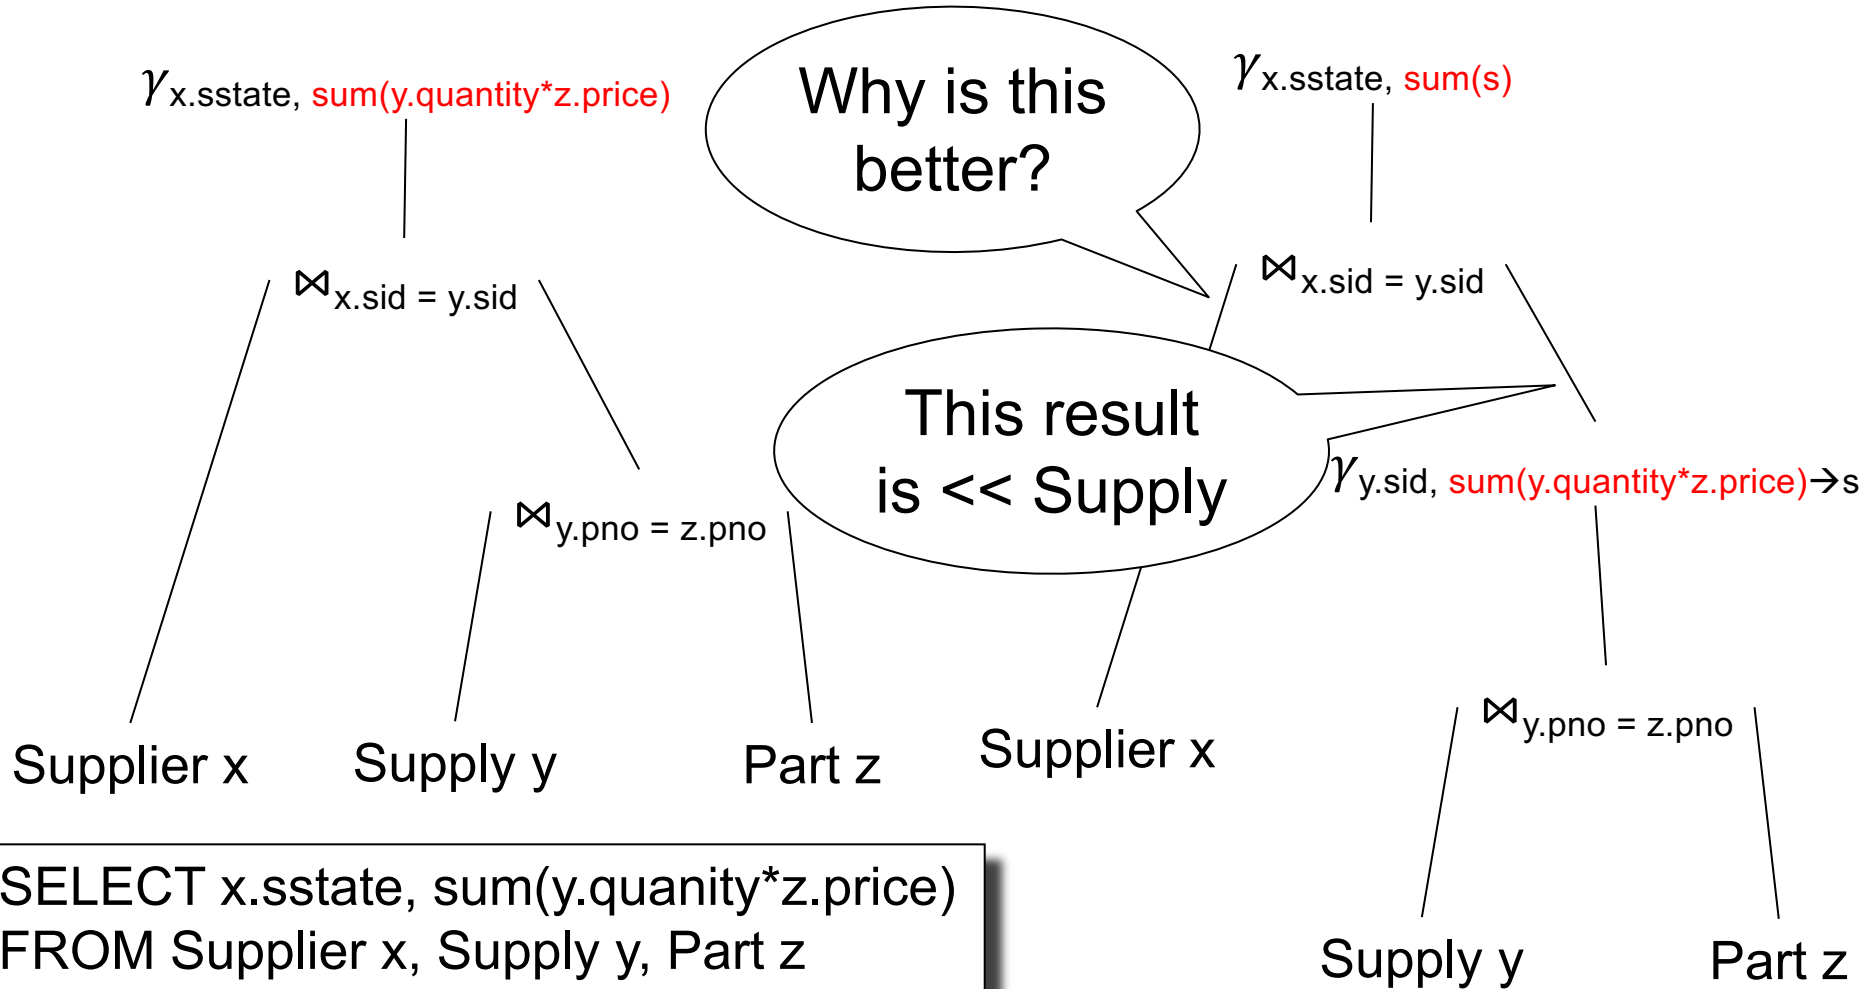 γx.sstate, sum(y.quantity*z.price)
⋈x.sid = y.sid
⋈y.pno = z.pno
Supplier x
Supply y
Part z
Why is this
better?
This result
is << Supply
γx.sstate, sum(s)
⋈x.sid = y.sid
γy.sid, sum(y.quantity*z.price)→s
⋈y.pno = z.pno
Supplier x
Supply y
Part z
SELECT x.sstate, sum(y.quanity*z.price)
FROM Supplier x, Supply y, Part z